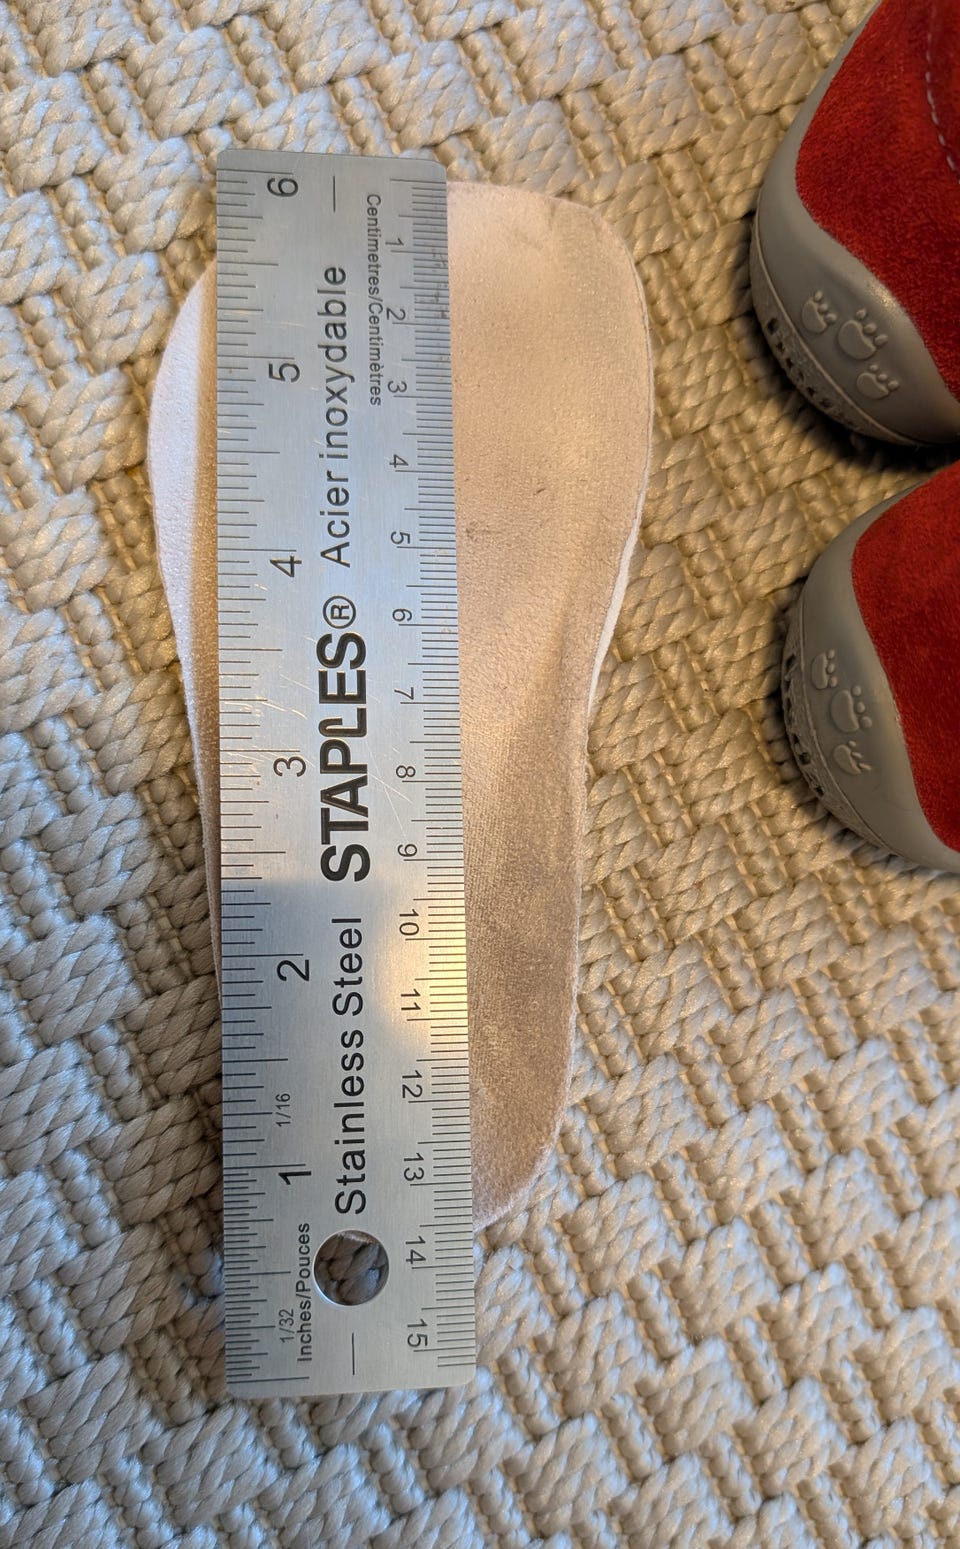 Stainless Steel STAPLES® Acier inoxydable
1/32
Inches/Pouces
1/16
1 2 3 4 5 6
Centimetres/Centimètres
1 2 3 4 5 6 7 8 9 10 11 12 13 14 15